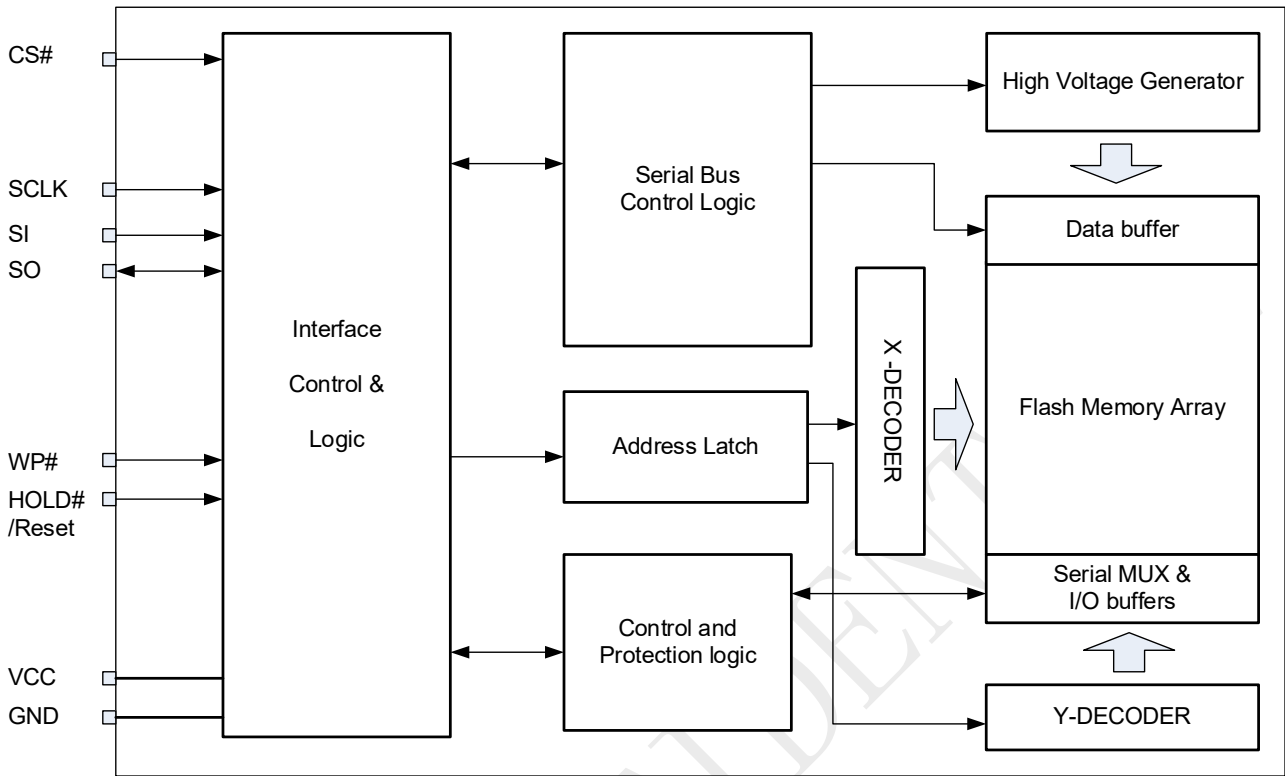 CS#
SCLK
SI
SO
WP#
HOLD#
/Reset
VCC
GND
Interface
Control &
Logic
Serial Bus
Control Logic
Address Latch
Control and
Protection logic
X -DECODER
High Voltage Generator
Data buffer
Flash Memory Array
Serial MUX &
I/O buffers
Y-DECODER